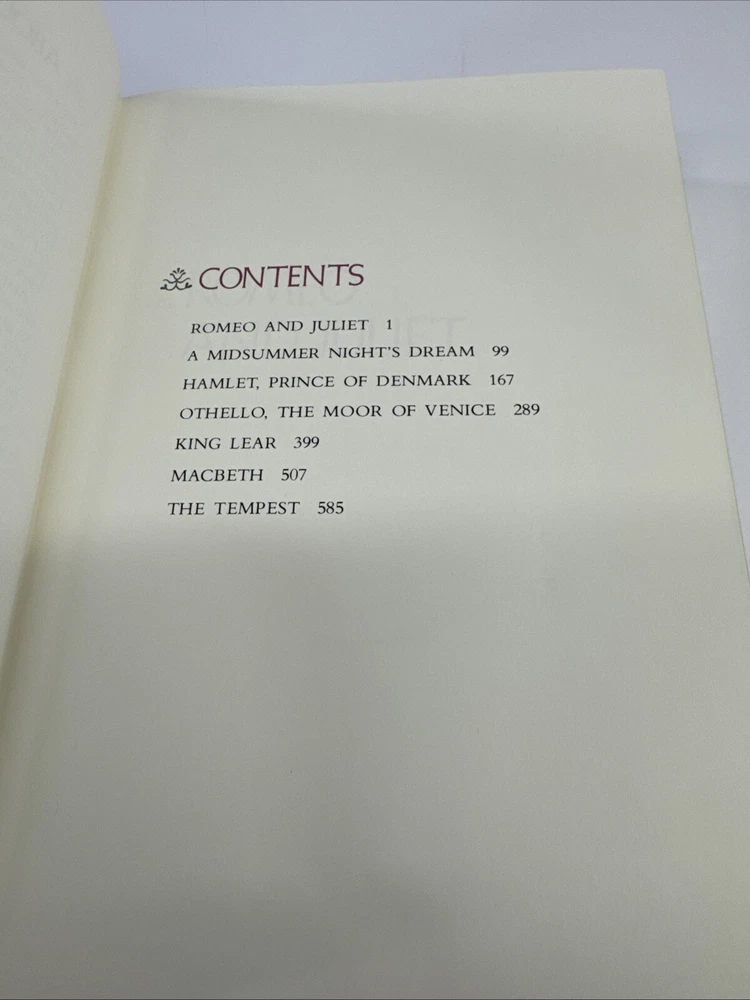 CONTENTS
ROMEO AND JULIET 1
A MIDSUMMER NIGHT'S DREAM 99
HAMLET, PRINCE OF DENMARK 167
OTHELLO, THE MOOR OF VENICE 289
KING LEAR 399
MACBETH 507
THE TEMPEST 585